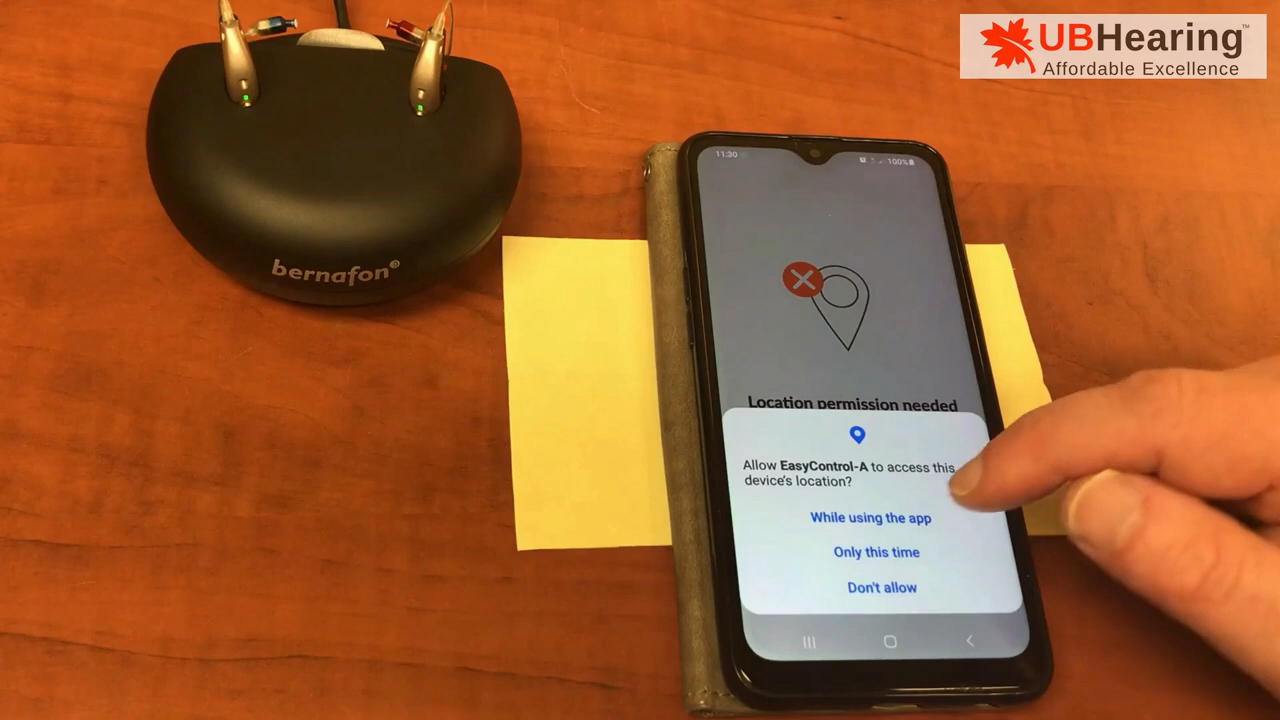 UBHearing™
Affordable Excellence
bernafon®
11:30
100%
Location permission needed
Allow EasyControl-A to access this
device's location?
While using the app
Only this time
Don't allow